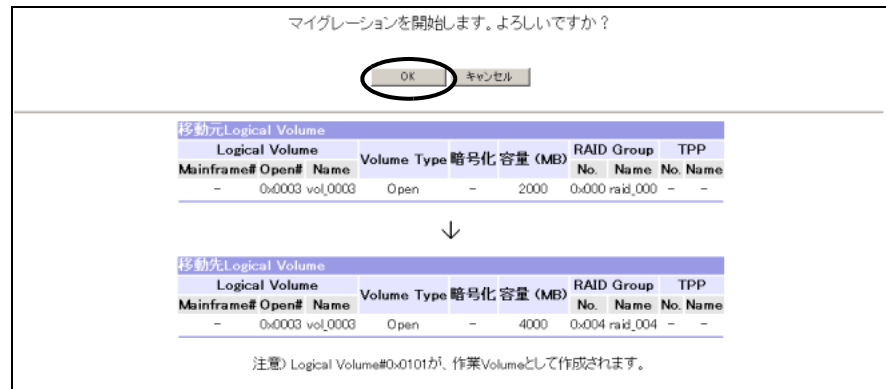 マイグレーションを開始します。よろしいですか？
OK キャンセル
移動元Logical Volume
Logical Volume Volume Type 暗号化 容量 (MB) RAID Group TPP
Mainframe# Open# Name No. Name No. Name
- 0x0003 vol_0003 Open - 2000 0x000 raid_000 - -
↓
移動先Logical Volume
Logical Volume Volume Type 暗号化 容量 (MB) RAID Group TPP
Mainframe# Open# Name No. Name No. Name
- 0x0003 vol_0003 Open - 4000 0x004 raid_004 - -
注意) Logical Volume#0x0101が、作業Volumeとして作成されます。